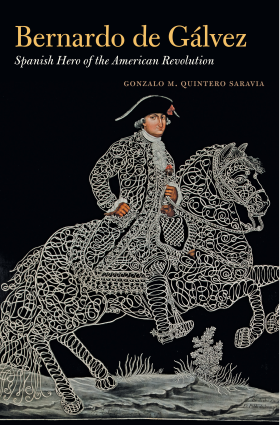 Bernardo de Gálvez
Spanish Hero of the American Revolution
GONZALO M. QUINTERO SARAVIA